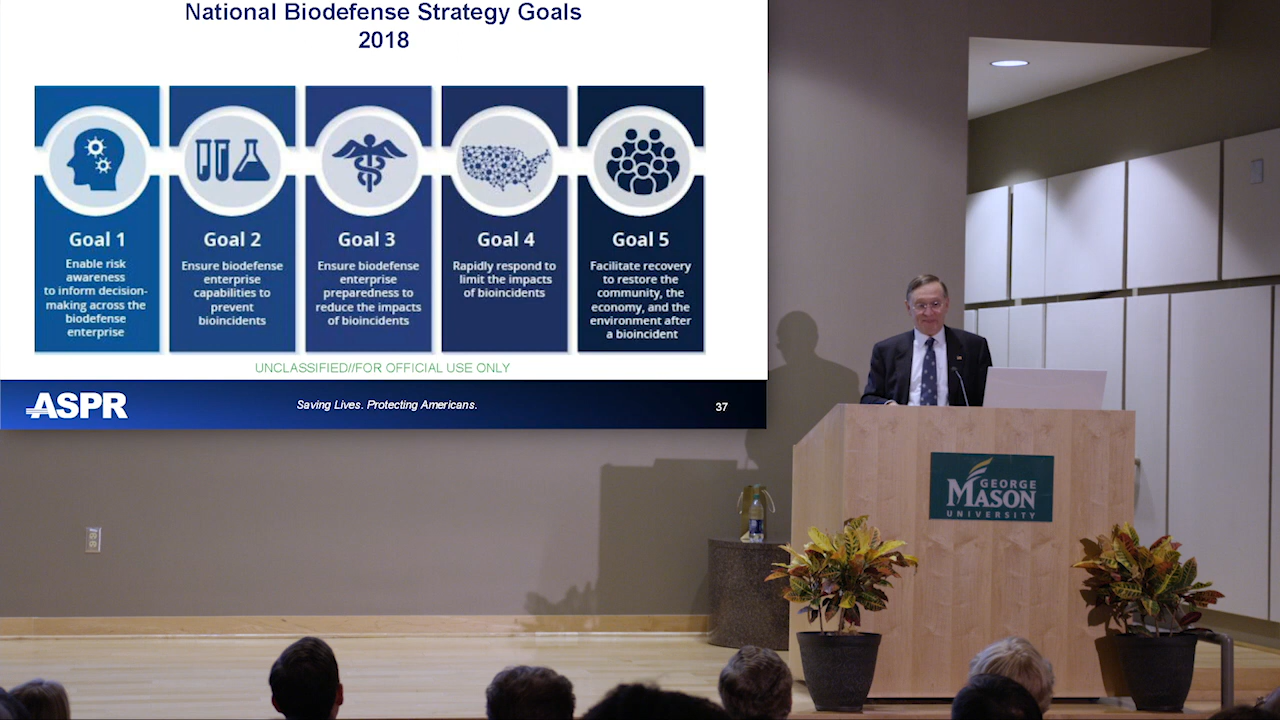 National Biodefense Strategy Goals
2018
Goal 1
Enable risk
awareness
to inform decision-
making across the
biodefense
enterprise
Goal 2
Ensure biodefense
enterprise
capabilities to
prevent
bioincidents
Goal 3
Ensure biodefense
enterprise
preparedness to
reduce the impacts
of bioincidents
Goal 4
Rapidly respond to
limit the impacts
of bioincidents
Goal 5
Facilitate recovery
to restore the
community, the
economy, and the
environment after
a bioincident
UNCLASSIFIED//FOR OFFICIAL USE ONLY
ASPR
Saving Lives. Protecting Americans.
37
GEORGE
MASON
UNIVERSITY